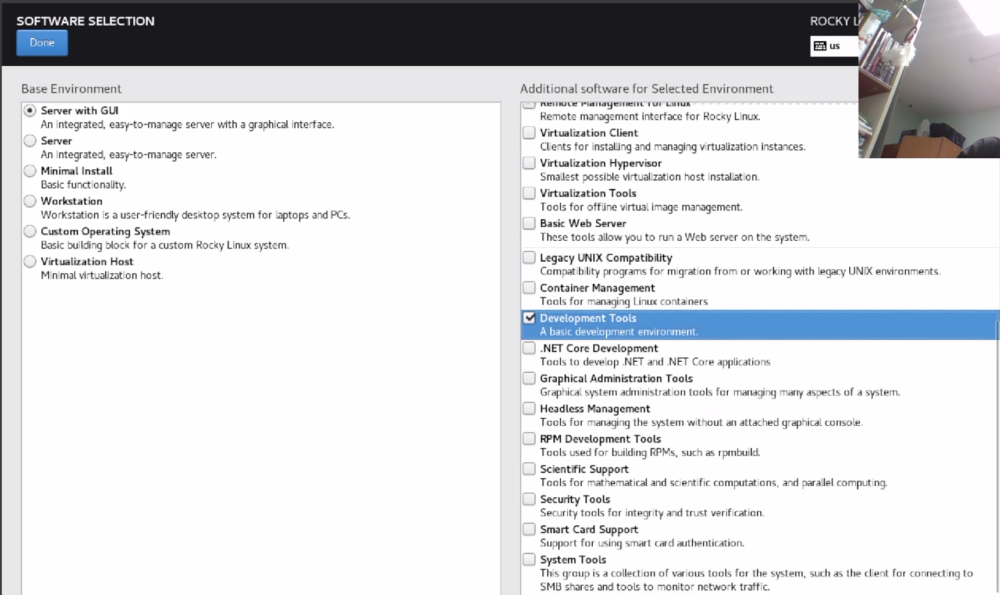 SOFTWARE SELECTION
Done
ROCKY L
us
Base Environment
Server with GUI
An integrated, easy-to-manage server with a graphical interface.
Server
An integrated, easy-to-manage server.
Minimal Install
Basic functionality.
Workstation
Workstation is a user-friendly desktop system for laptops and PCs.
Custom Operating System
Basic building block for a custom Rocky Linux system.
Virtualization Host
Minimal virtualization host.
Additional software for Selected Environment
Remote Management for Linux
Remote management interface for Rocky Linux.
Virtualization Client
Clients for installing and managing virtualization instances.
Virtualization Hypervisor
Smallest possible virtualization host installation.
Virtualization Tools
Tools for offline virtual image management.
Basic Web Server
These tools allow you to run a Web server on the system.
Legacy UNIX Compatibility
Compatibility programs for migration from or working with legacy UNIX environments.
Container Management
Tools for managing Linux containers
Development Tools
A basic development environment.
.NET Core Development
Tools to develop .NET and .NET Core applications
Graphical Administration Tools
Graphical system administration tools for managing many aspects of a system.
Headless Management
Tools for managing the system without an attached graphical console.
RPM Development Tools
Tools used for building RPMs, such as rpmbuild.
Scientific Support
Tools for mathematical and scientific computations, and parallel computing.
Security Tools
Security tools for integrity and trust verification.
Smart Card Support
Support for using smart card authentication.
System Tools
This group is a collection of various tools for the system, such as the client for connecting to
SMB shares and tools to monitor network traffic.